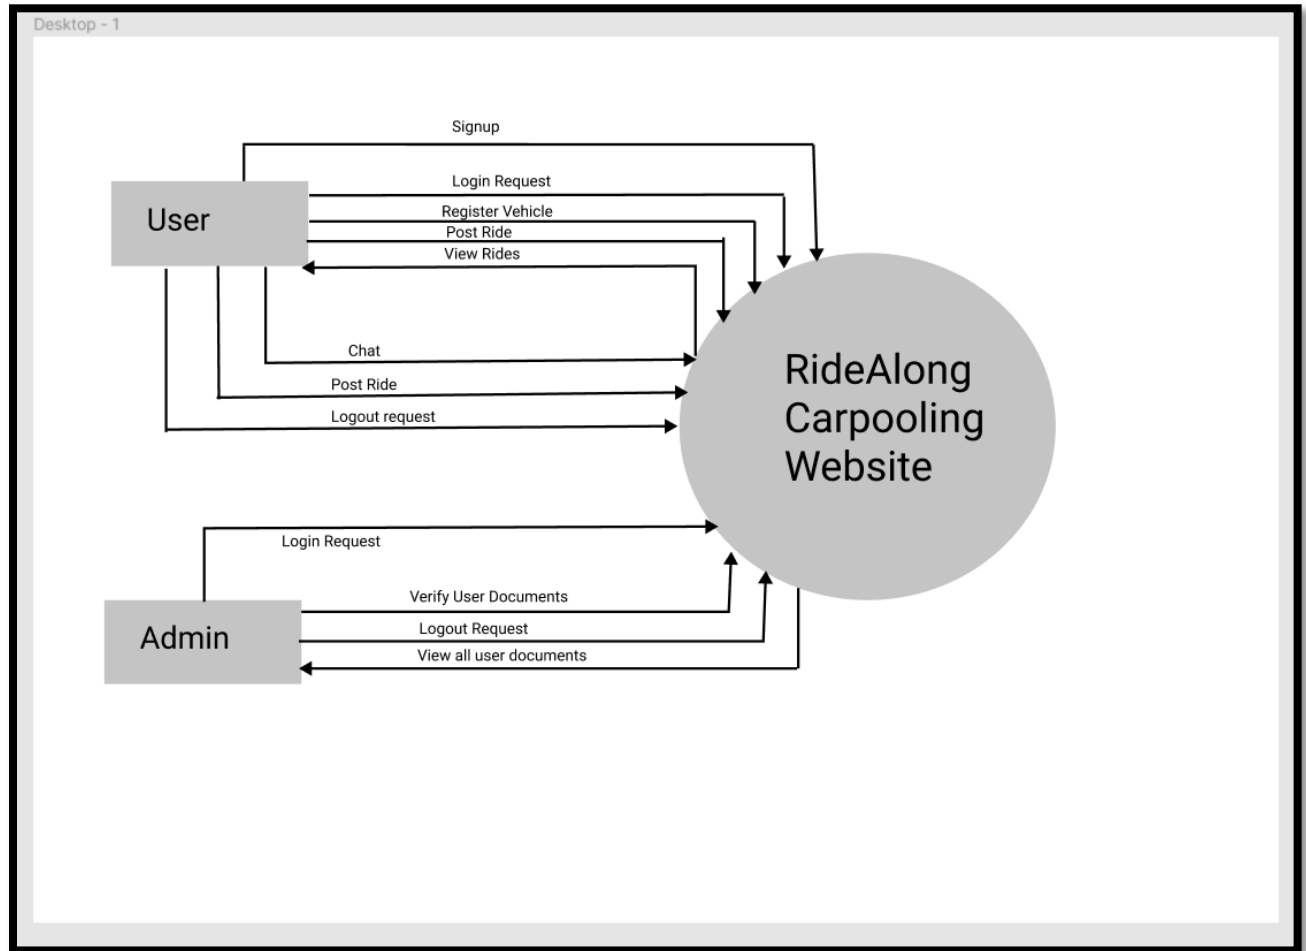 Desktop - 1
Signup
Login Request
User
Register Vehicle
Post Ride
View Rides
Chat
Post Ride
Logout request
RideAlong
Carpooling
Website
Login Request
Verify User Documents
Admin
Logout Request
View all user documents